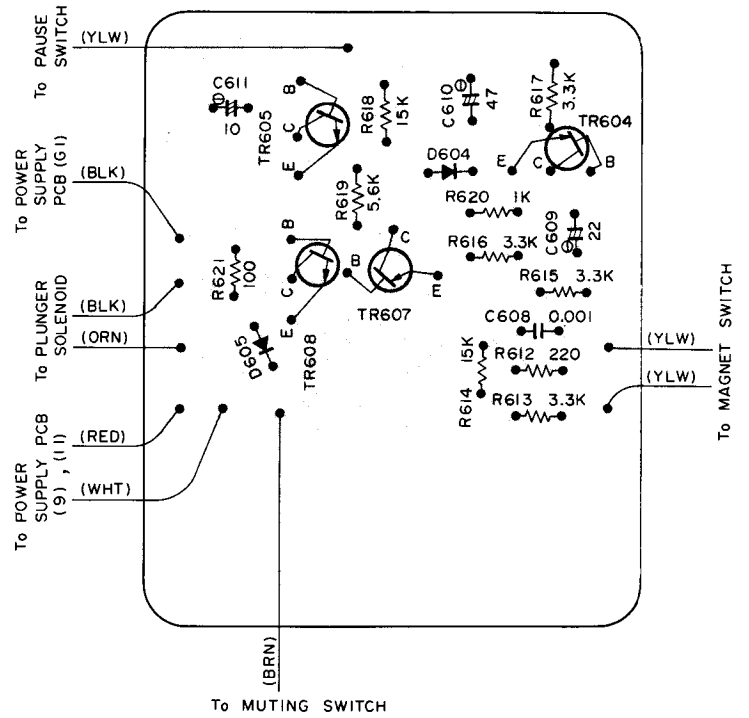 To PAUSE
SWITCH
(YLW)
C611
10
B
C
E
TR605
R618
15K
C610
47
R617
3.3K
TR604
E
C
B
D604
To POWER
SUPPLY
PCB (G1)
(BLK)
R619
5.6K
R620 1K
R616 3.3K
C609
22
B
C
E
TR608
R621
100
C
B
E
TR607
R615 3.3K
To PLUNGER
SOLENOID
(BLK)
(ORN)
D605
C608 0.001
R612 220
15K
R614
R613 3.3K
(YLW)
(YLW)
To MAGNET SWITCH
To POWER
SUPPLY PCB
(9), (11)
(RED)
(WHT)
(BRN)
To MUTING SWITCH